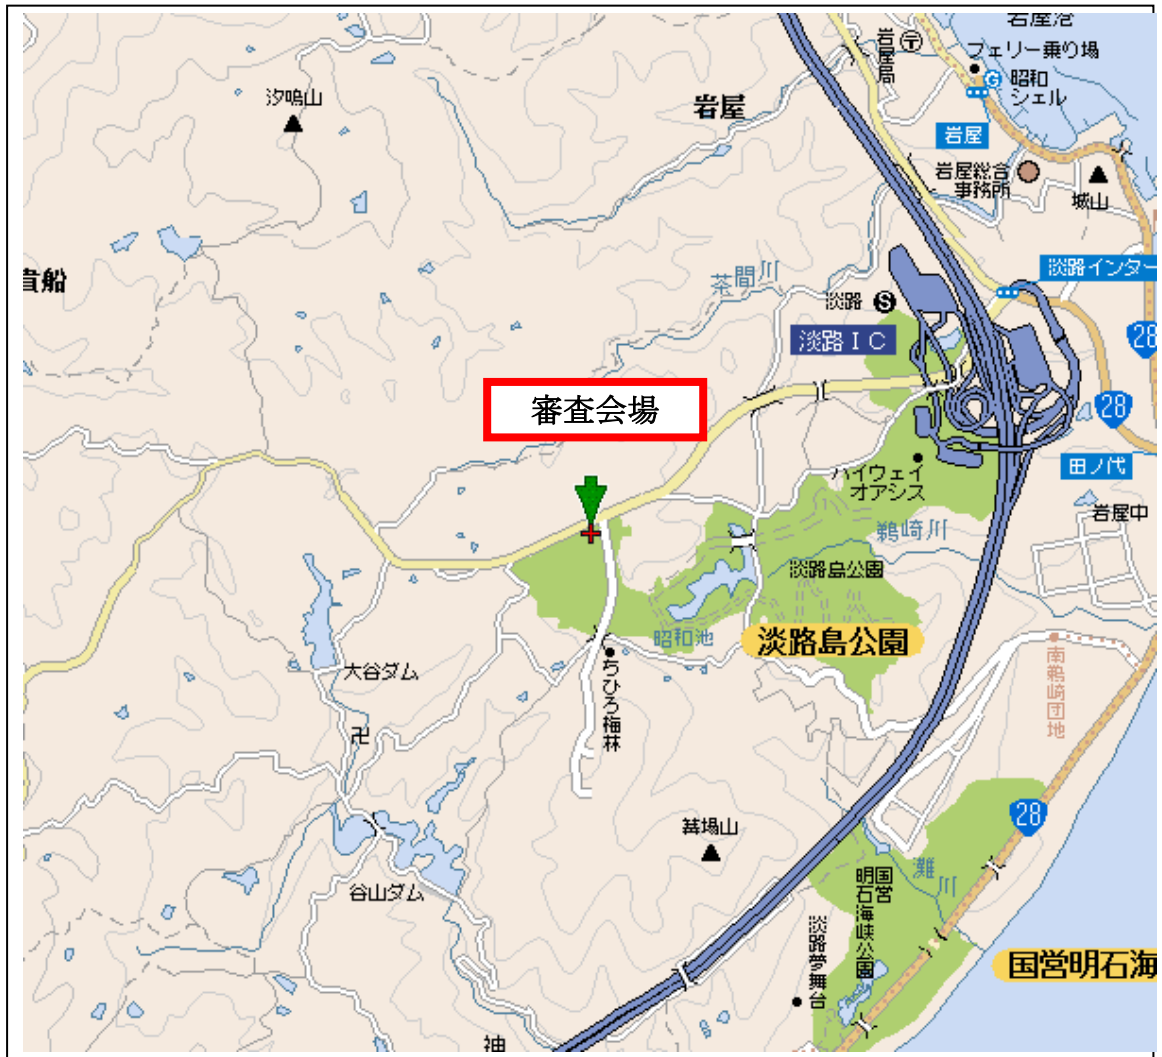 岩屋港
岩屋局
フェリー乗り場
昭和
シェル
汐鳴山
岩屋
岩屋
岩屋総合
事務所
城山
茶間川
貴船
淡路インター
淡路
淡路IC
28
審査会場
28
ハイウェイ
オアシス
田ノ代
岩屋中
鵜崎川
淡路島公園
昭和池
淡路島公園
大谷ダム
ちひろ梅林
南鵜崎団地
28
谷山ダム
灘川
国営
明石海峡公園
淡路夢舞台
国営明石海
神